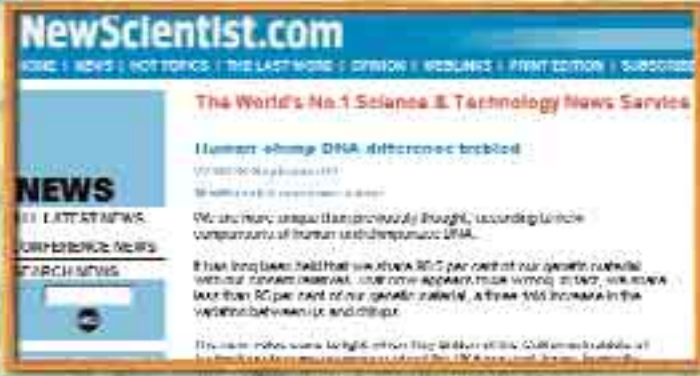 NewScientist.com
HOME | NEWS | HOT TOPICS | THE LAST WORD | OPINION | WEBLINKS | PRINT EDITION | SUBSCRIBE
The World's No.1 Science & Technology News Service
Human-chimp DNA difference trebled
NEWS
ALL LATEST NEWS
CONFERENCE NEWS
SEARCH NEWS
We are more unique than previously thought, according to new
comparisons of human and chimpanzee DNA.
It has long been held that we share 98.5 per cent of our genetic material
with our closest relatives. That now appears to be wrong. In fact, we share
less than 95 per cent of our genetic material, a three-fold increase in the
variation between us and chimps.